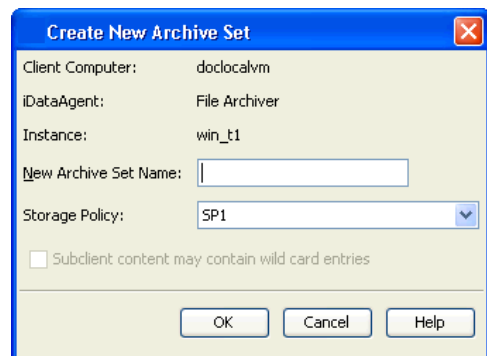 Create New Archive Set
Client Computer: doclocalvm
iDataAgent: File Archiver
Instance: win_t1
New Archive Set Name:
Storage Policy: SP1
Subclient content may contain wild card entries
OK Cancel Help